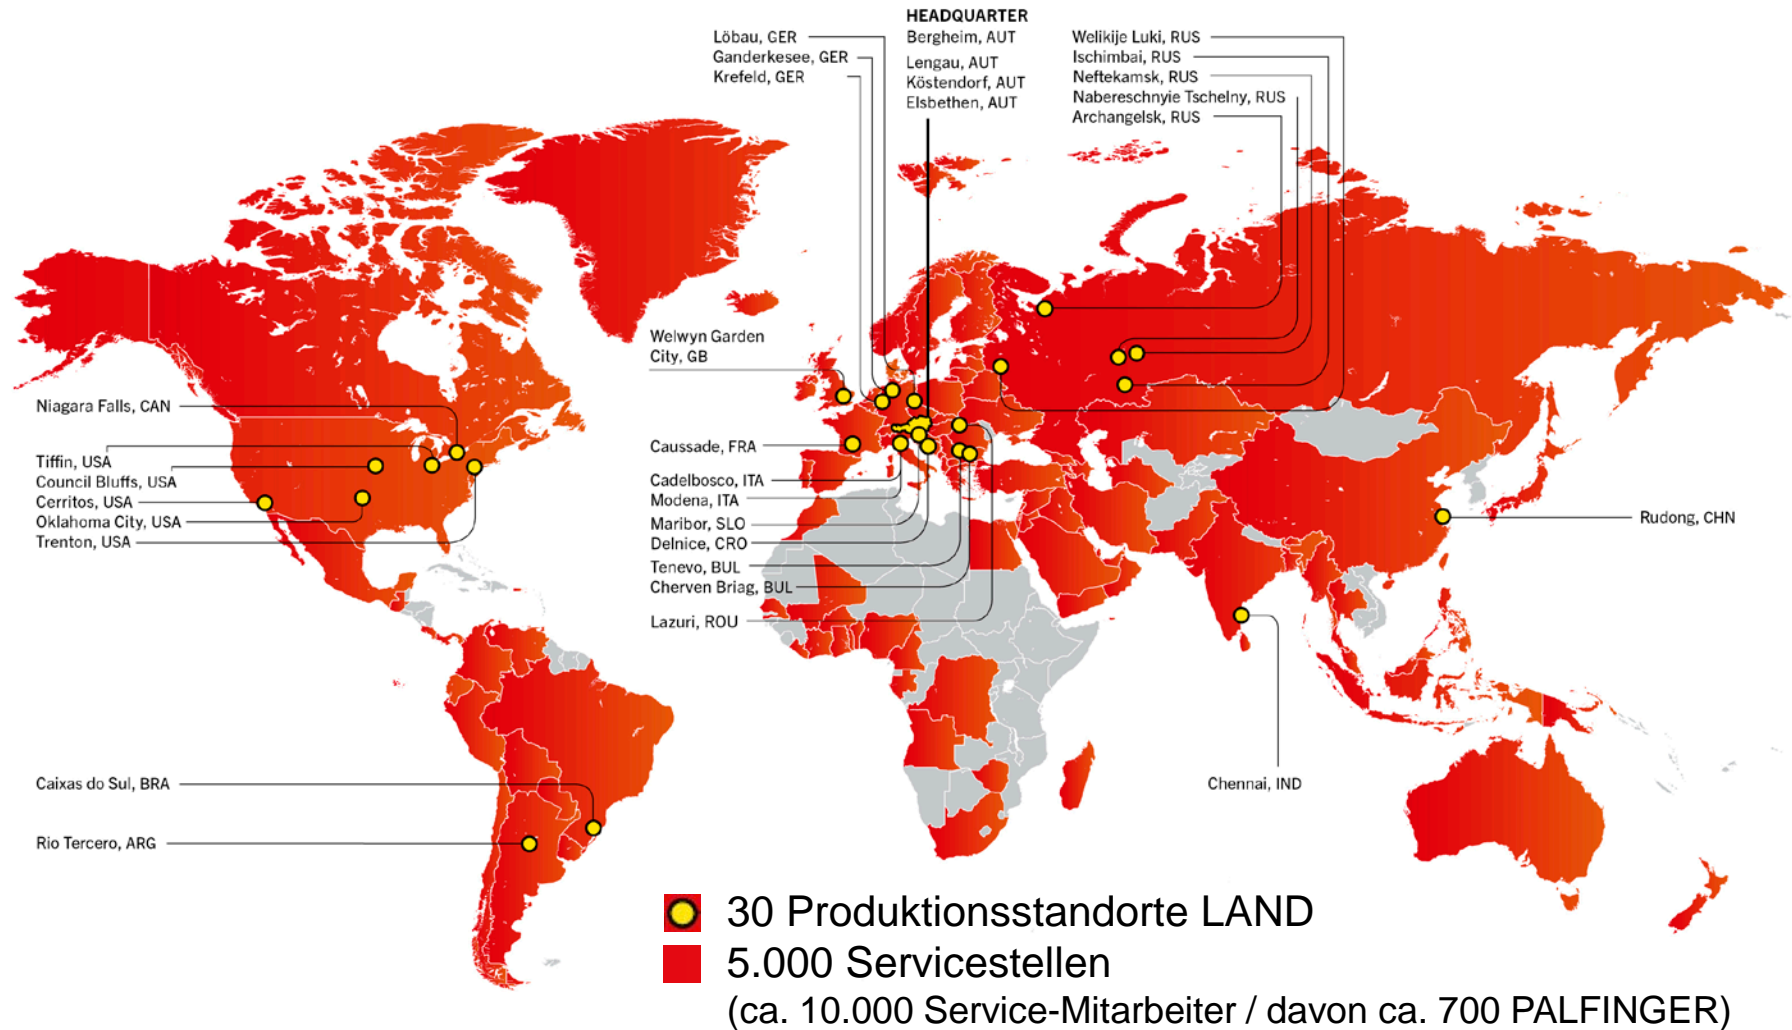 HEADQUARTER
Bergheim, AUT
Lengau, AUT
Köstendorf, AUT
Elsbethen, AUT
Löbau, GER
Ganderkesee, GER
Krefeld, GER
Welikije Luki, RUS
Ischimbai, RUS
Neftekamsk, RUS
Nabereschnyie Tschelny, RUS
Archangelsk, RUS
Welwyn Garden
City, GB
Niagara Falls, CAN
Tiffin, USA
Council Bluffs, USA
Cerritos, USA
Oklahoma City, USA
Trenton, USA
Caussade, FRA
Cadelbosco, ITA
Modena, ITA
Maribor, SLO
Delnice, CRO
Tenevo, BUL
Cherven Briag, BUL
Lazuri, ROU
Rudong, CHN
Chennai, IND
Caixas do Sul, BRA
Rio Tercero, ARG
30 Produktionsstandorte LAND
5.000 Servicestellen
(ca. 10.000 Service-Mitarbeiter / davon ca. 700 PALFINGER)